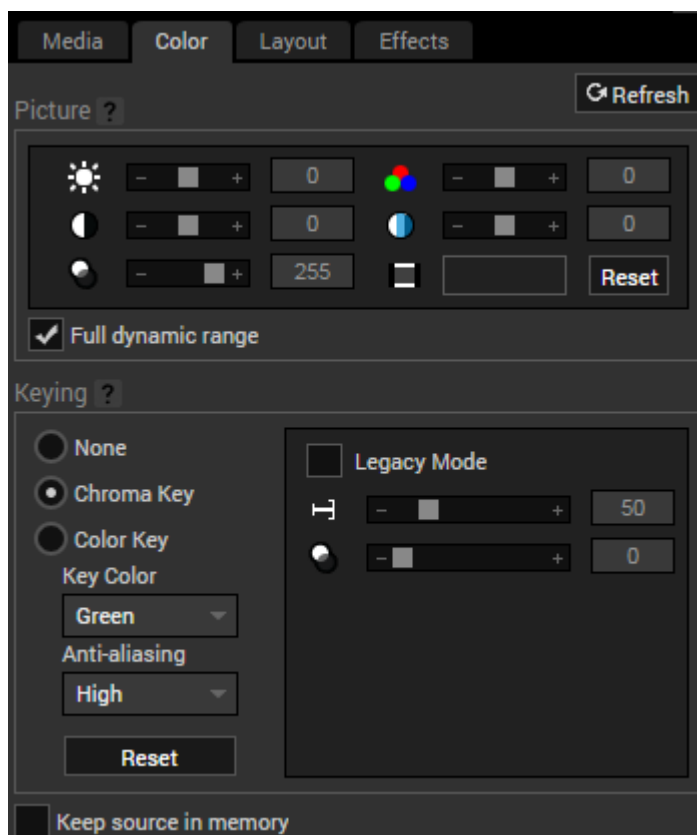 Media Color Layout Effects
Refresh
Picture ?
- + 0 - + 0
- + 0 - + 0
- + 255 Reset
Full dynamic range
Keying ?
None
Legacy Mode
Chroma Key
- + 50
Color Key
- + 0
Key Color
Green
Anti-aliasing
High
Reset
Keep source in memory